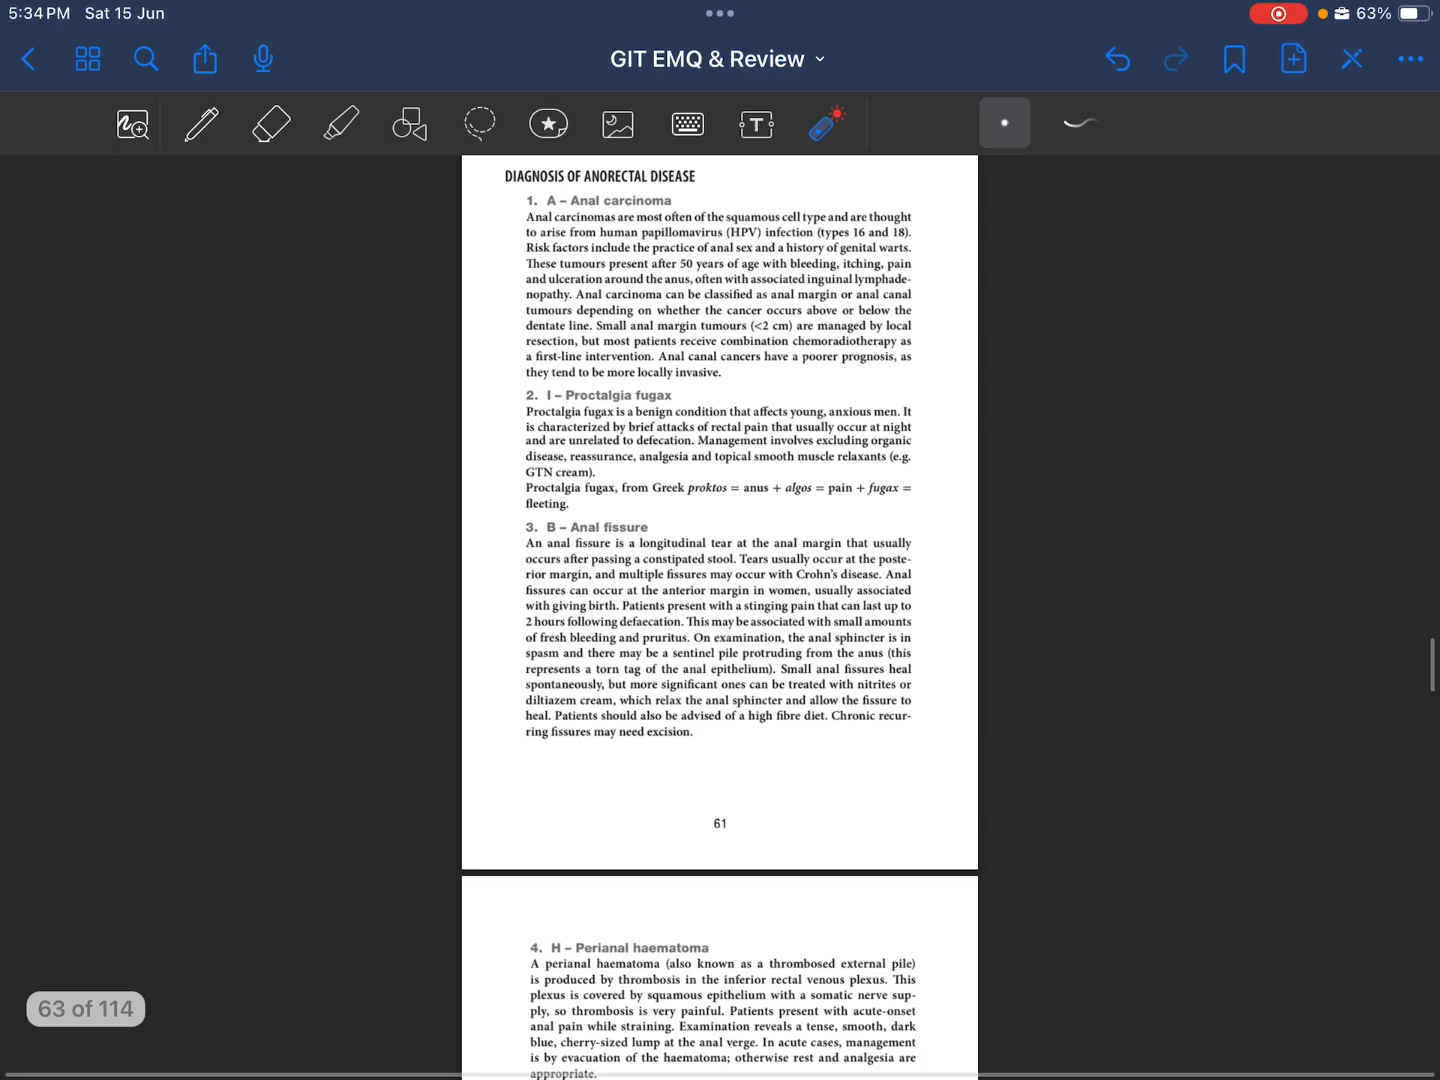 5:34 PM Sat 15 Jun
63%
GIT EMQ & Review
T
DIAGNOSIS OF ANORECTAL DISEASE
1. A – Anal carcinoma
Anal carcinomas are most often of the squamous cell type and are thought
to arise from human papillomavirus (HPV) infection (types 16 and 18).
Risk factors include the practice of anal sex and a history of genital warts.
These tumours present after 50 years of age with bleeding, itching, pain
and ulceration around the anus, often with associated inguinal lymphade-
nopathy. Anal carcinoma can be classified as anal margin or anal canal
tumours depending on whether the cancer occurs above or below the
dentate line. Small anal margin tumours (<2 cm) are managed by local
resection, but most patients receive combination chemoradiotherapy as
a first-line intervention. Anal canal cancers have a poorer prognosis, as
they tend to be more locally invasive.
2. I – Proctalgia fugax
Proctalgia fugax is a benign condition that affects young, anxious men. It
is characterized by brief attacks of rectal pain that usually occur at night
and are unrelated to defecation. Management involves excluding organic
disease, reassurance, analgesia and topical smooth muscle relaxants (e.g.
GTN cream).
Proctalgia fugax, from Greek proktos = anus + algos = pain + fugax =
fleeting.
3. B – Anal fissure
An anal fissure is a longitudinal tear at the anal margin that usually
occurs after passing a constipated stool. Tears usually occur at the poste-
rior margin, and multiple fissures may occur with Crohn's disease. Anal
fissures can occur at the anterior margin in women, usually associated
with giving birth. Patients present with a stinging pain that can last up to
2 hours following defaecation. This may be associated with small amounts
of fresh bleeding and pruritus. On examination, the anal sphincter is in
spasm and there may be a sentinel pile protruding from the anus (this
represents a torn tag of the anal epithelium). Small anal fissures heal
spontaneously, but more significant ones can be treated with nitrites or
diltiazem cream, which relax the anal sphincter and allow the fissure to
heal. Patients should also be advised of a high fibre diet. Chronic recur-
ring fissures may need excision.
61
4. H – Perianal haematoma
A perianal haematoma (also known as a thrombosed external pile)
is produced by thrombosis in the inferior rectal venous plexus. This
plexus is covered by squamous epithelium with a somatic nerve sup-
ply, so thrombosis is very painful. Patients present with acute-onset
anal pain while straining. Examination reveals a tense, smooth, dark
blue, cherry-sized lump at the anal verge. In acute cases, management
is by evacuation of the haematoma; otherwise rest and analgesia are
appropriate.
63 of 114